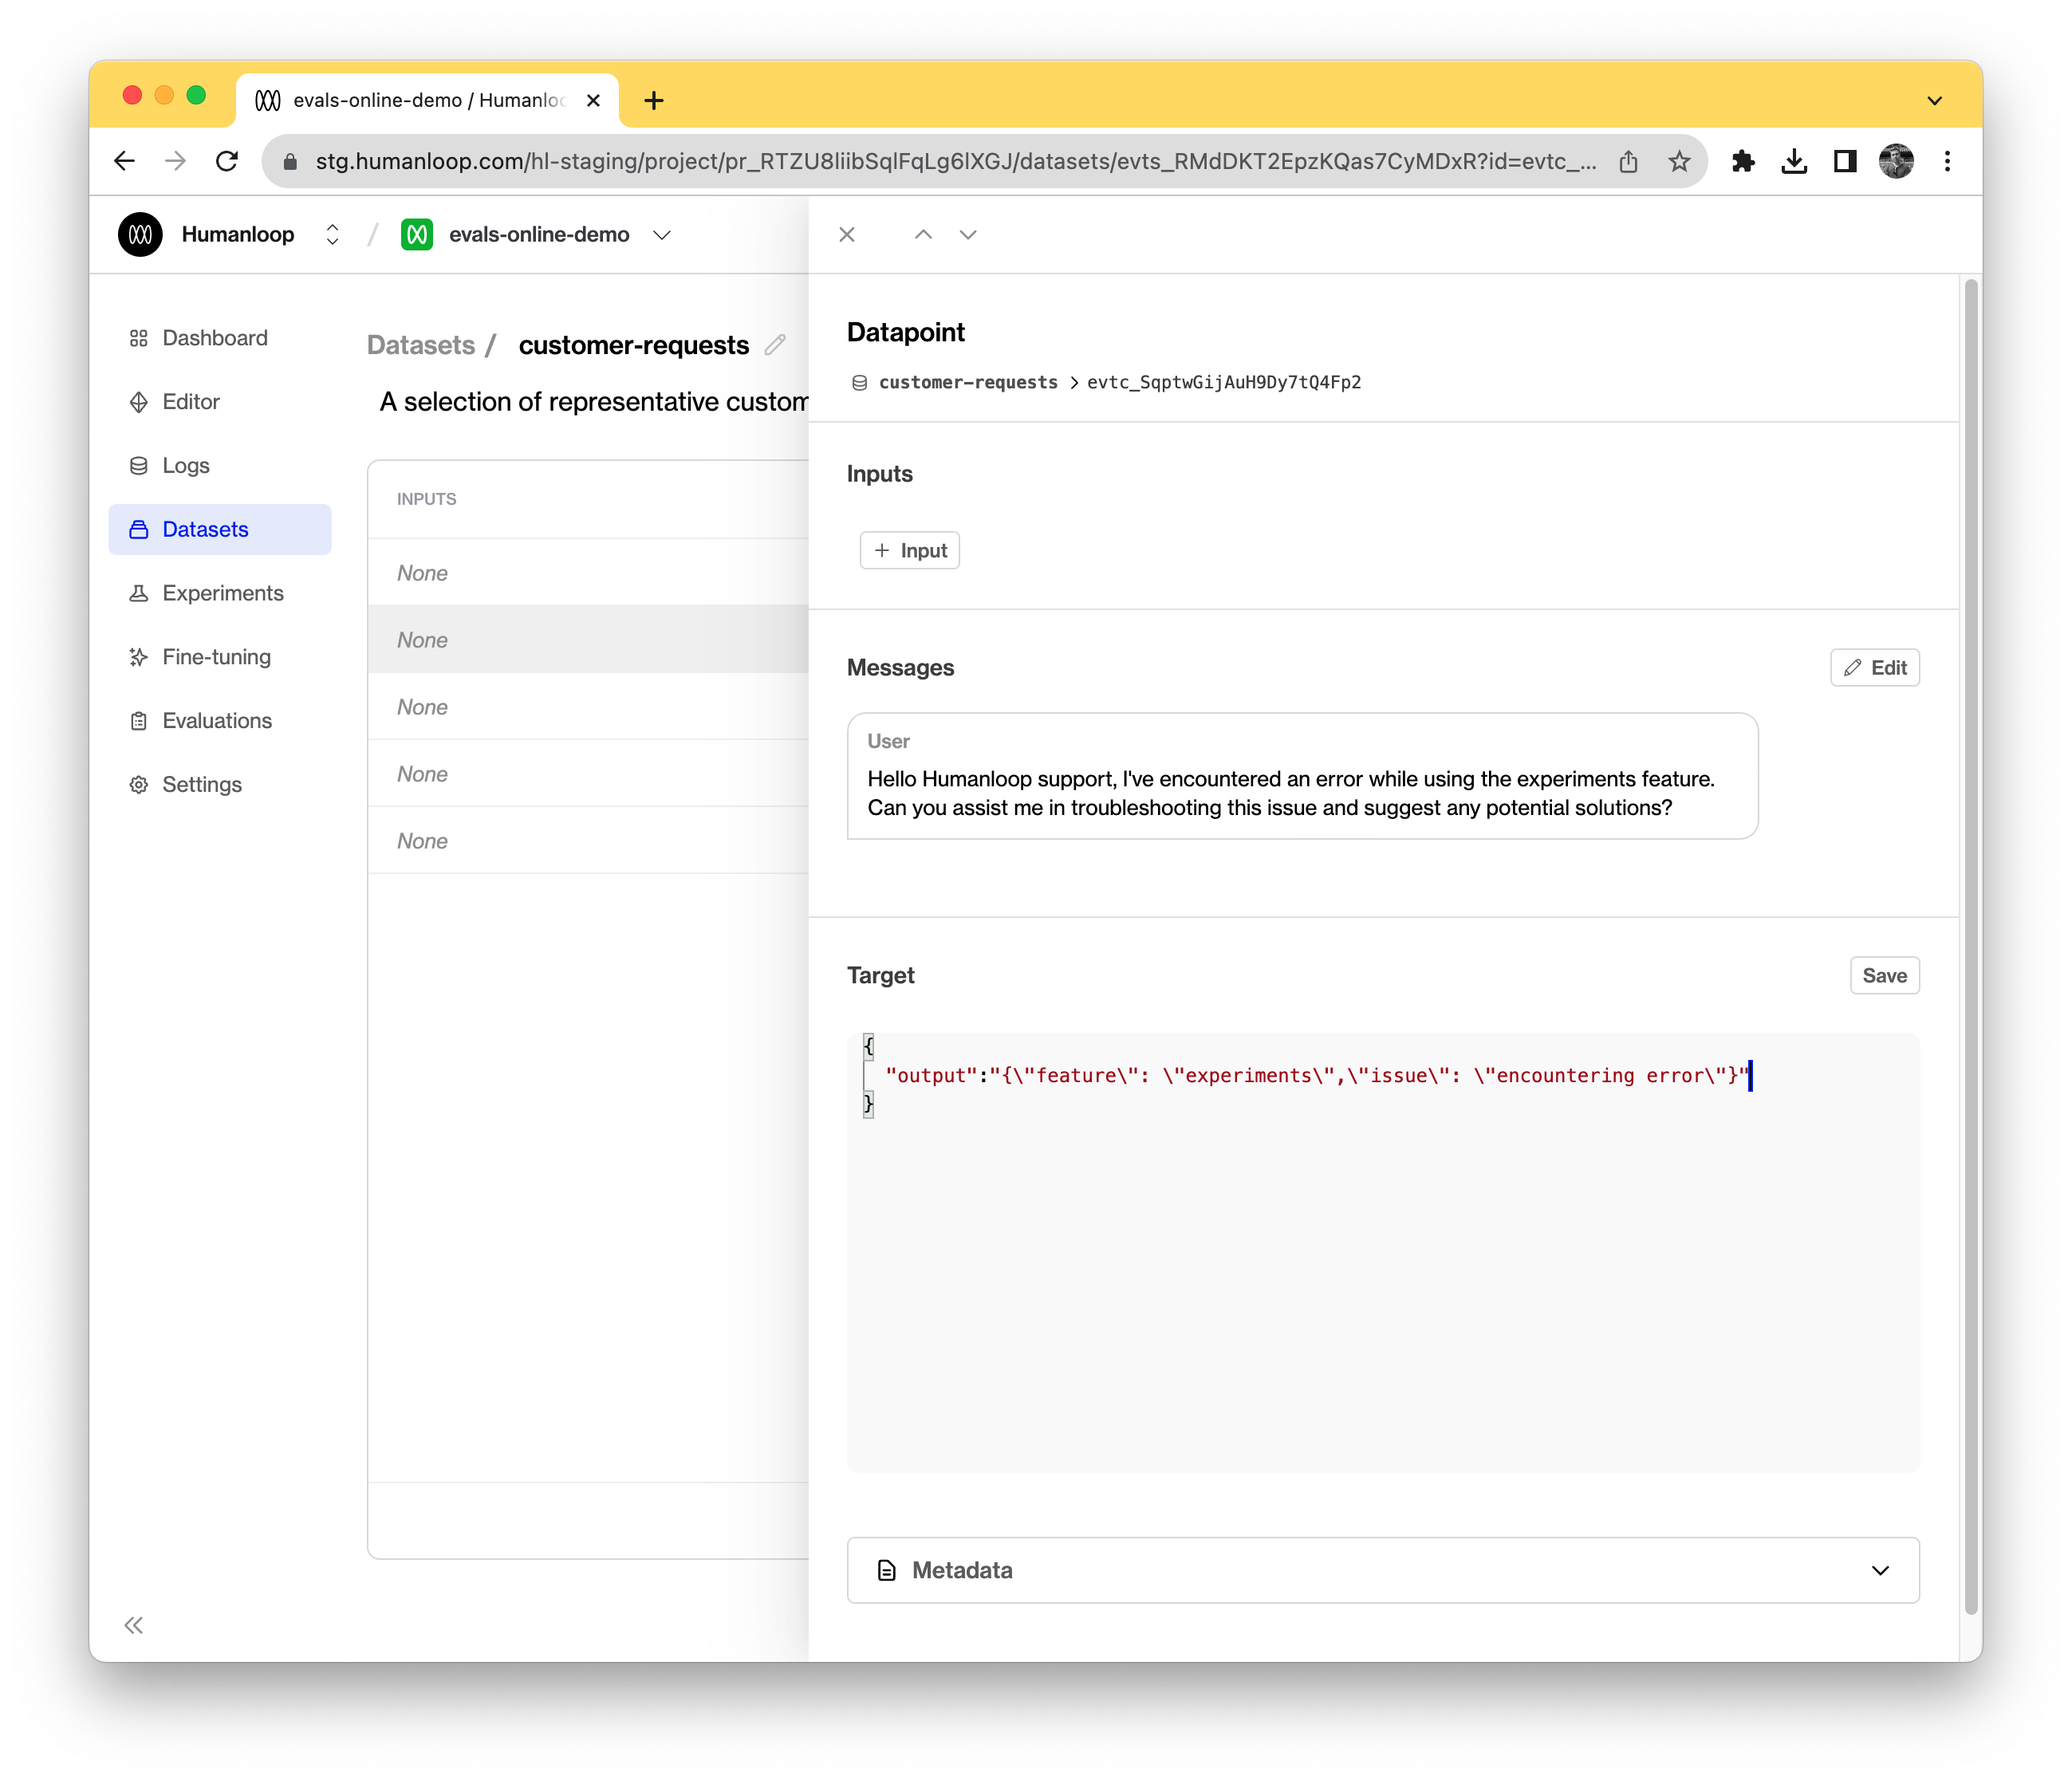 evals-online-demo / Humanloo
stg.humanloop.com/hl-staging/project/pr_RTZU8liibSqlFqLg6lXGJ/datasets/evts_RMdDKT2EpzKQas7CyMDxR?id=evtc_...
Humanloop / evals-online-demo
Dashboard
Editor
Logs
Datasets
Experiments
Fine-tuning
Evaluations
Settings
Datasets / customer-requests
A selection of representative custom
INPUTS
None
None
None
None
None
Datapoint
customer-requests > evtc_SqptwGijAuH9Dy7tQ4Fp2
Inputs
+ Input
Messages
Edit
User
Hello Humanloop support, I've encountered an error while using the experiments feature.
Can you assist me in troubleshooting this issue and suggest any potential solutions?
Target
Save
{
"output":"{\"feature\": \"experiments\",\"issue\": \"encountering error\"}"
}
Metadata